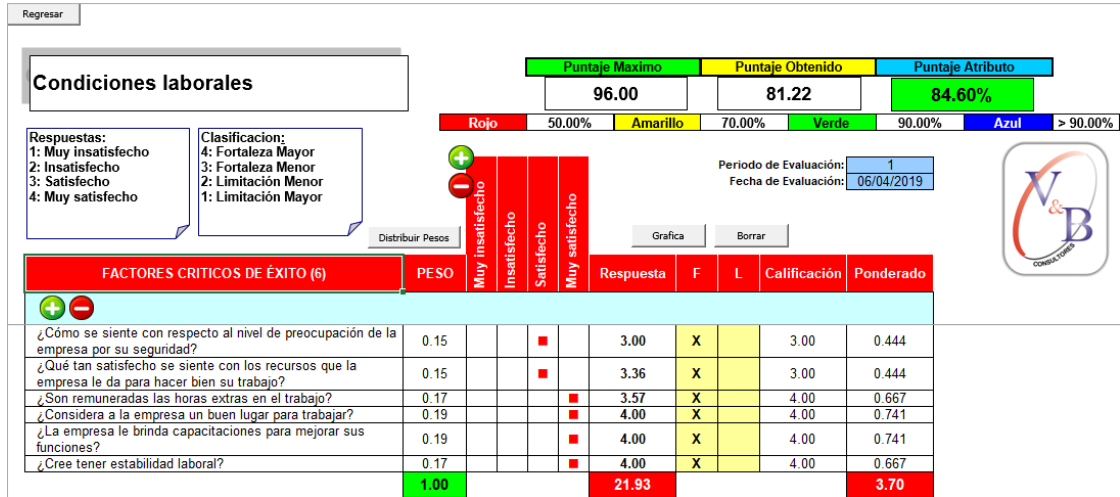 Regresar
Condiciones laborales
Puntaje Maximo Puntaje Obtenido Puntaje Atributo
96.00 81.22 84.60%
Rojo 50.00% Amarillo 70.00% Verde 90.00% Azul > 90.00%
Respuestas:
1: Muy insatisfecho
2: Insatisfecho
3: Satisfecho
4: Muy satisfecho
Clasificacion:
4: Fortaleza Mayor
3: Fortaleza Menor
2: Limitación Menor
1: Limitación Mayor
Periodo de Evaluación: 1
Fecha de Evaluación: 06/04/2019
V&B
CONSULTORES
Distribuir Pesos
Grafica
Borrar
FACTORES CRITICOS DE ÉXITO (6) PESO Muy insatisfecho Insatisfecho Satisfecho Muy satisfecho Respuesta F L Calificación Ponderado
¿Cómo se siente con respecto al nivel de preocupación de la
empresa por su seguridad? 0.15 3.00 X 3.00 0.444
¿Qué tan satisfecho se siente con los recursos que la
empresa le da para hacer bien su trabajo? 0.15 3.36 X 3.00 0.444
¿Son remuneradas las horas extras en el trabajo? 0.17 3.57 X 4.00 0.667
¿Considera a la empresa un buen lugar para trabajar? 0.19 4.00 X 4.00 0.741
¿La empresa le brinda capacitaciones para mejorar sus
funciones? 0.19 4.00 X 4.00 0.741
¿Cree tener estabilidad laboral? 0.17 4.00 X 4.00 0.667
1.00 21.93 3.70